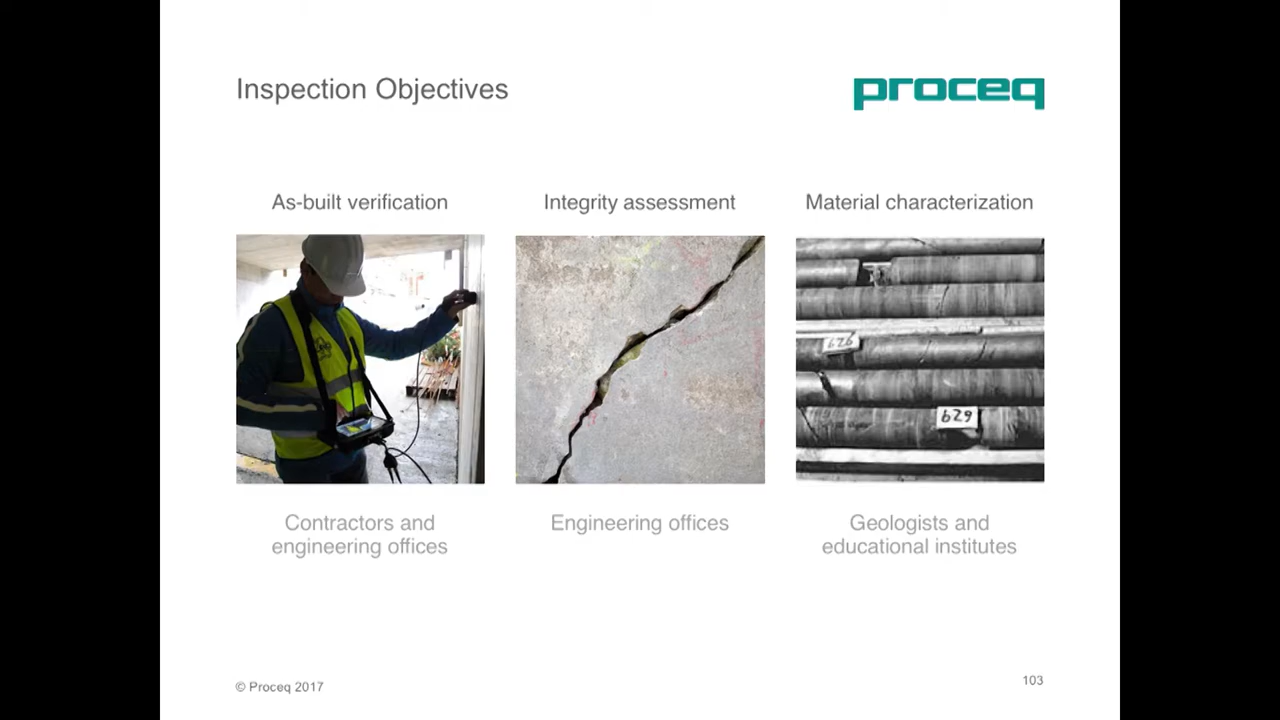 Inspection Objectives
proceq
As-built verification
Integrity assessment
Material characterization
626
629
Contractors and
engineering offices
Engineering offices
Geologists and
educational institutes
© Proceq 2017
103